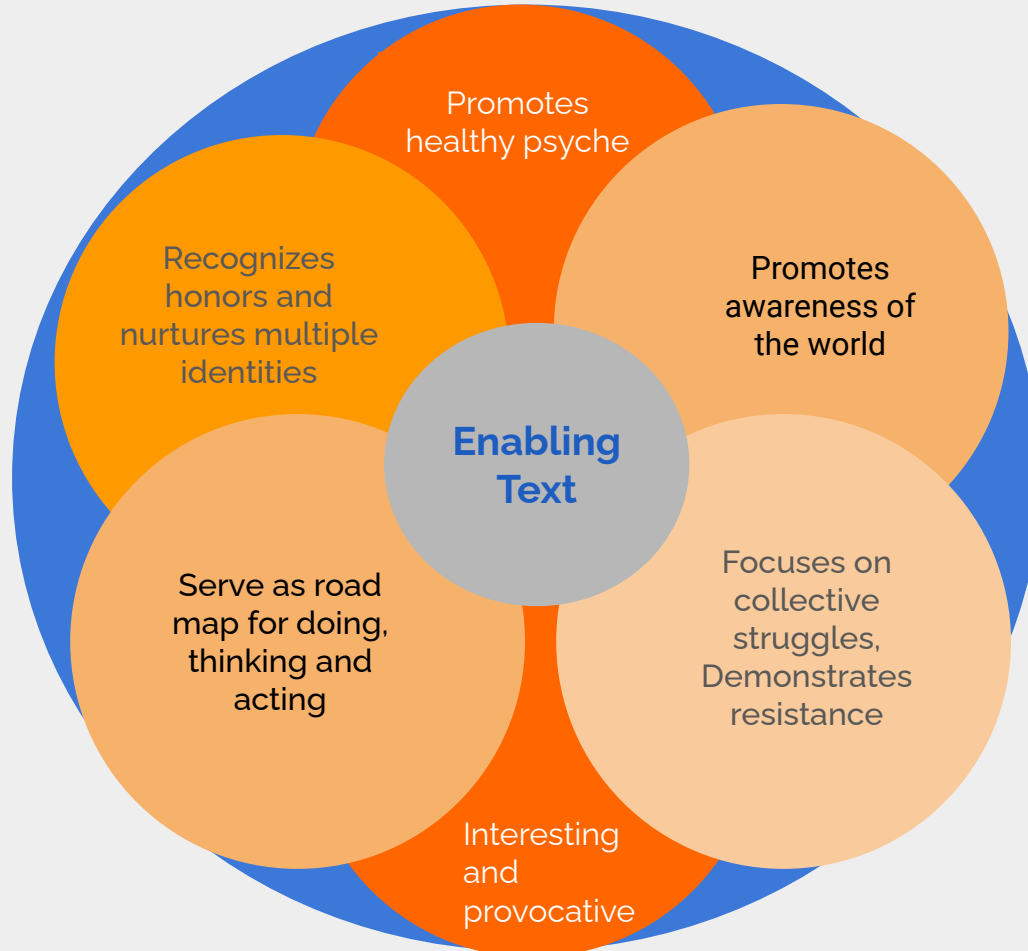 Promotes
healthy psyche
Recognizes
honors and
nurtures multiple
identities
Promotes
awareness of
the world
Enabling
Text
Serve as road
map for doing,
thinking and
acting
Focuses on
collective
struggles,
Demonstrates
resistance
Interesting
and
provocative